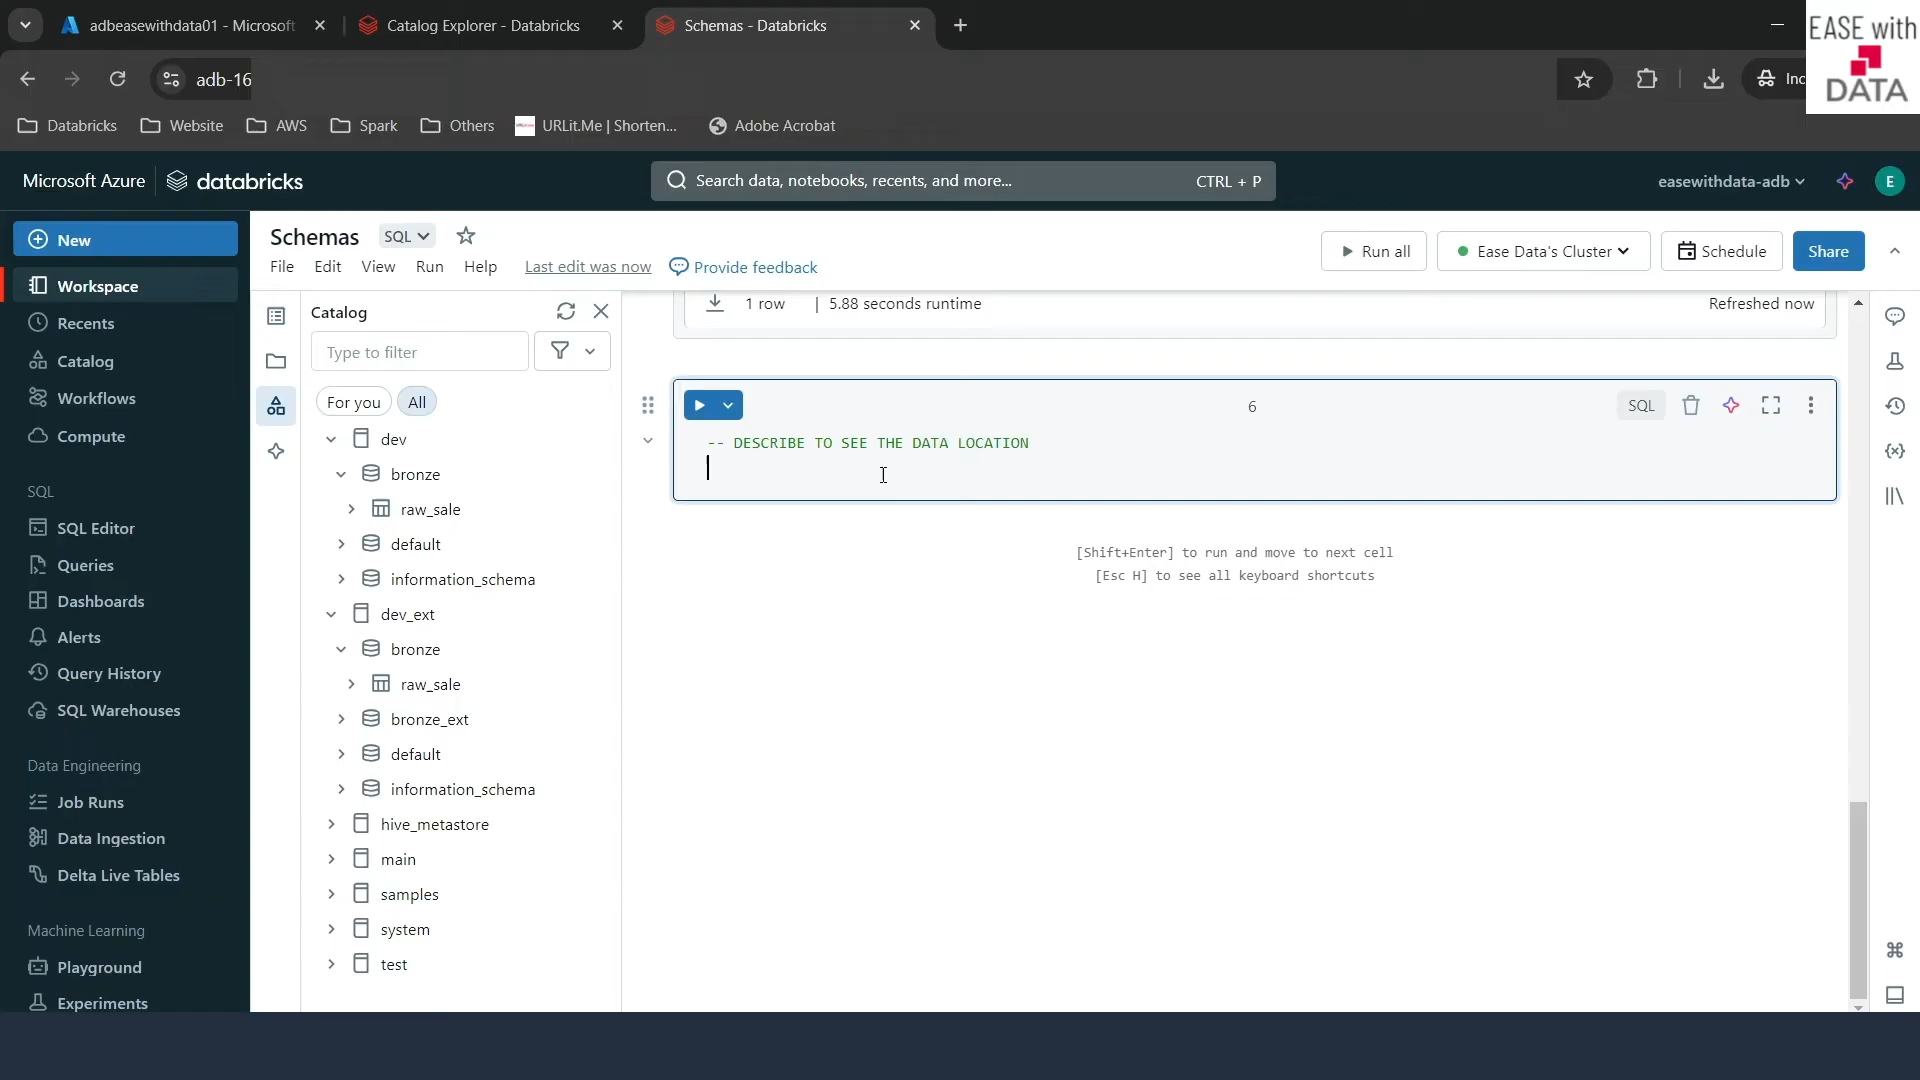 adbeasewithdata01 - Microsoft
Catalog Explorer - Databricks
Schemas - Databricks
EASE with
DATA
adb-16
Inc
Databricks
Website
AWS
Spark
Others
URLit.Me | Shorten...
Adobe Acrobat
Microsoft Azure
databricks
Search data, notebooks, recents, and more...
CTRL + P
easewithdata-adb
E
New
Workspace
Recents
Catalog
Workflows
Compute
SQL
SQL Editor
Queries
Dashboards
Alerts
Query History
SQL Warehouses
Data Engineering
Job Runs
Data Ingestion
Delta Live Tables
Machine Learning
Playground
Experiments
Schemas
SQL
File
Edit
View
Run
Help
Last edit was now
Provide feedback
Run all
Ease Data's Cluster
Schedule
Share
Catalog
Type to filter
For you
All
dev
bronze
raw_sale
default
information_schema
dev_ext
bronze
raw_sale
bronze_ext
default
information_schema
hive_metastore
main
samples
system
test
1 row | 5.88 seconds runtime
Refreshed now
6
SQL
-- DESCRIBE TO SEE THE DATA LOCATION
[Shift+Enter] to run and move to next cell
[Esc H] to see all keyboard shortcuts